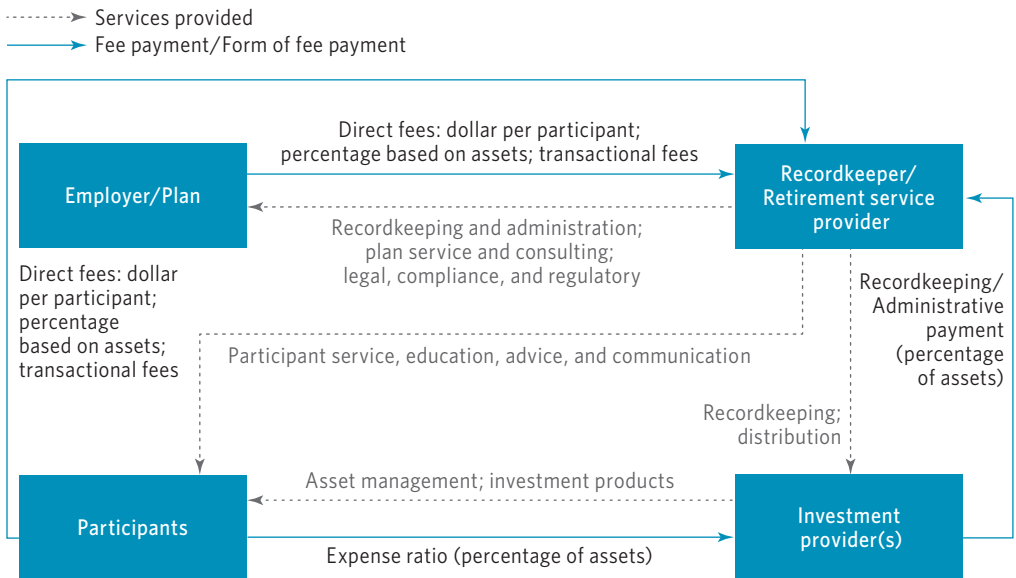 Services provided
Fee payment/Form of fee payment
Direct fees: dollar per participant;
percentage based on assets; transactional fees
Employer/Plan
Recordkeeper/
Retirement service
provider
Recordkeeping and administration;
plan service and consulting;
legal, compliance, and regulatory
Direct fees: dollar
per participant;
percentage
based on assets;
transactional fees
Recordkeeping/
Administrative
payment
(percentage
of assets)
Participant service, education, advice, and communication
Recordkeeping;
distribution
Asset management; investment products
Participants
Investment
provider(s)
Expense ratio (percentage of assets)